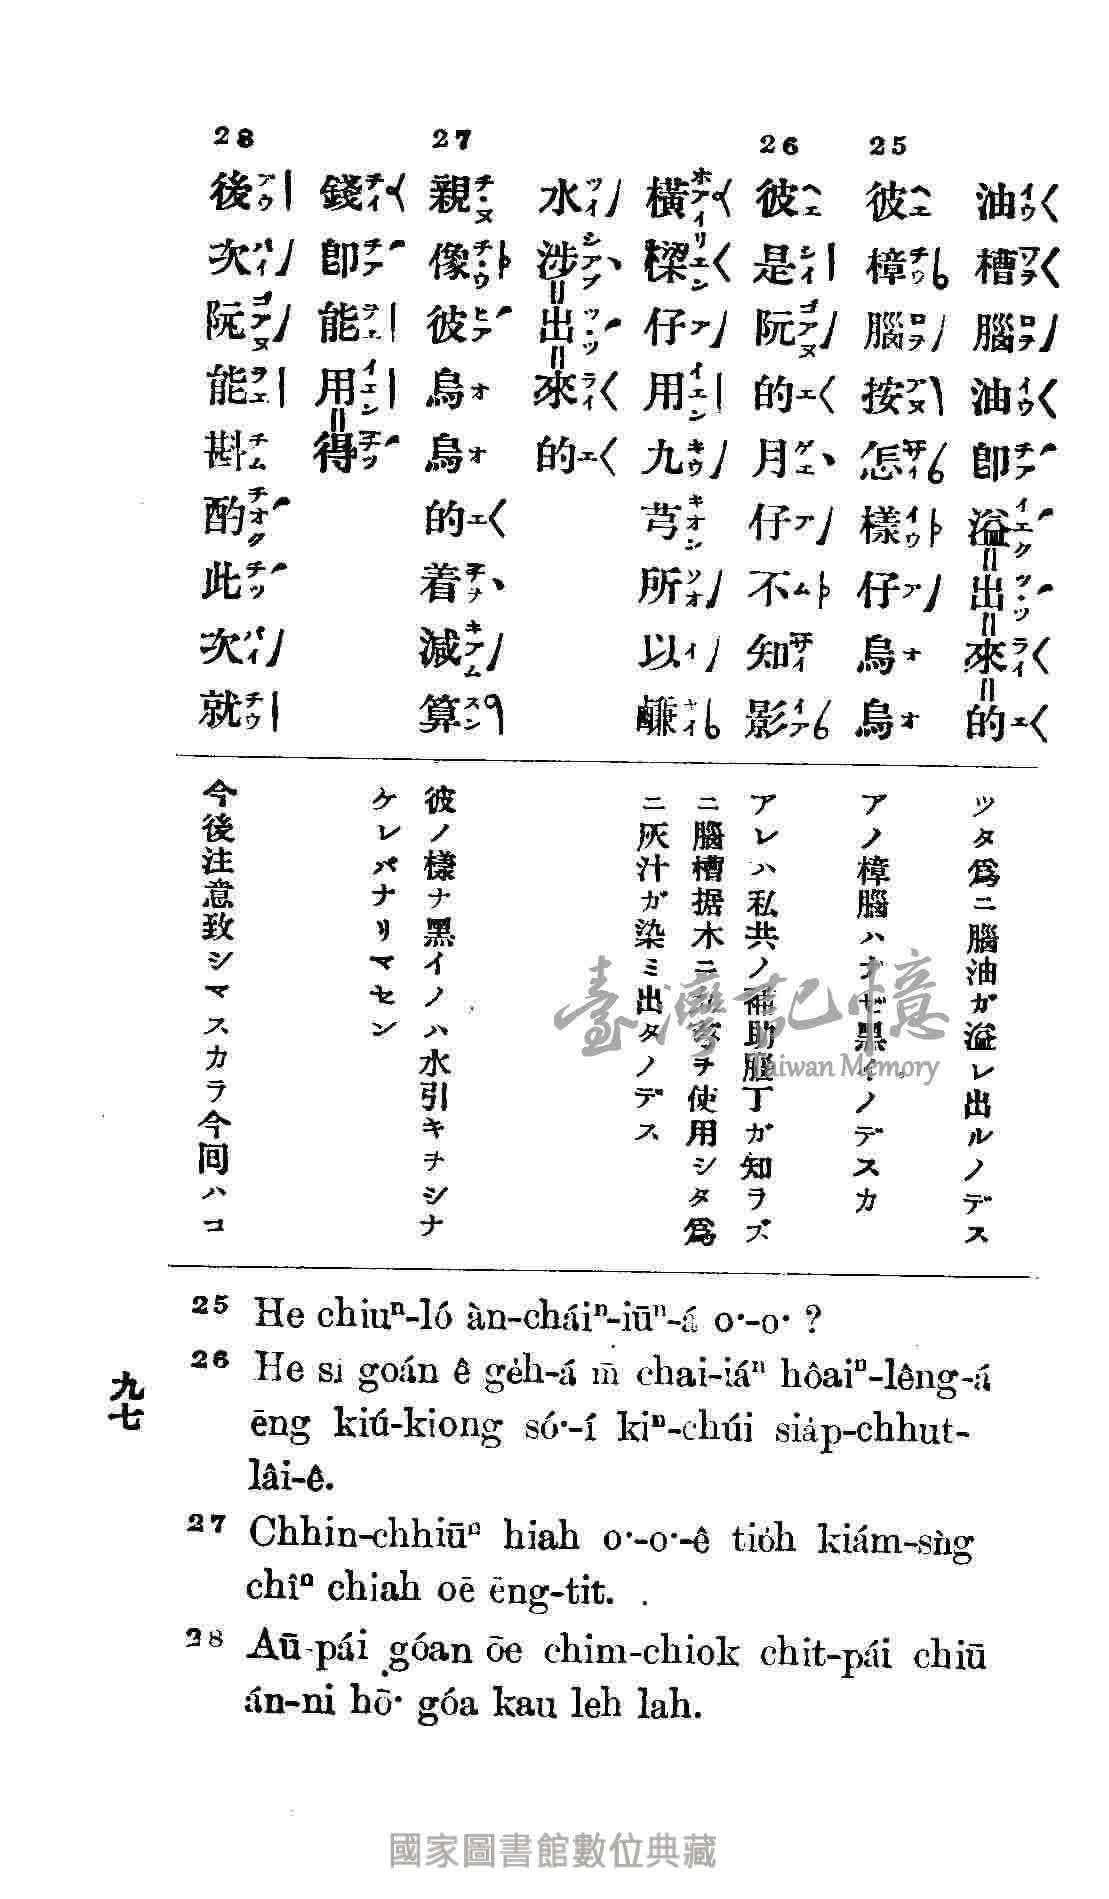 油槽腦油卽溢出來的
25 彼樟腦按怎樣仔烏烏
26 彼是阮的月仔不知影
橫樑仔用九芎所以鹻
水涉出來的
27 親像彼烏烏的着減算
錢卽能用得
28 後次阮能斟酌此次就
ツタ爲ニ腦油ガ溢レ出ルノデス
アノ樟腦ハナゼ黑イノデスカ
アレハ私共ノ補助腦丁ガ知ラズ
ニ腦槽据木ニ九芎ヲ使用シタ爲
ニ灰汁ガ染ミ出タノデス
彼ノ樣ナ黑イノハ水引キヲシナ
ケレバナリマセン
今後注意致シマスカラ今囘ハコ
25 He chiuⁿ-ló àn-cháiⁿ-iūⁿ-á o·-o· ?
26 He si goán ê ge̍h-á m̄ chai-iáⁿ hôaiⁿ-lêng-á
ēng kiú-kiong só·-í kiⁿ-chúi sia̍p-chhut-
lâi-ê.
27 Chhin-chhiūⁿ hiah o·-o·-ê tio̍h kiám-sǹg
chîⁿ chiah oē ēng-tit.
28 Aū-pái góan ōe chim-chiok chit-pái chiū
án-ni hō· góa kau leh lah.
九七
臺灣記憶
Taiwan Memory
國家圖書館數位典藏